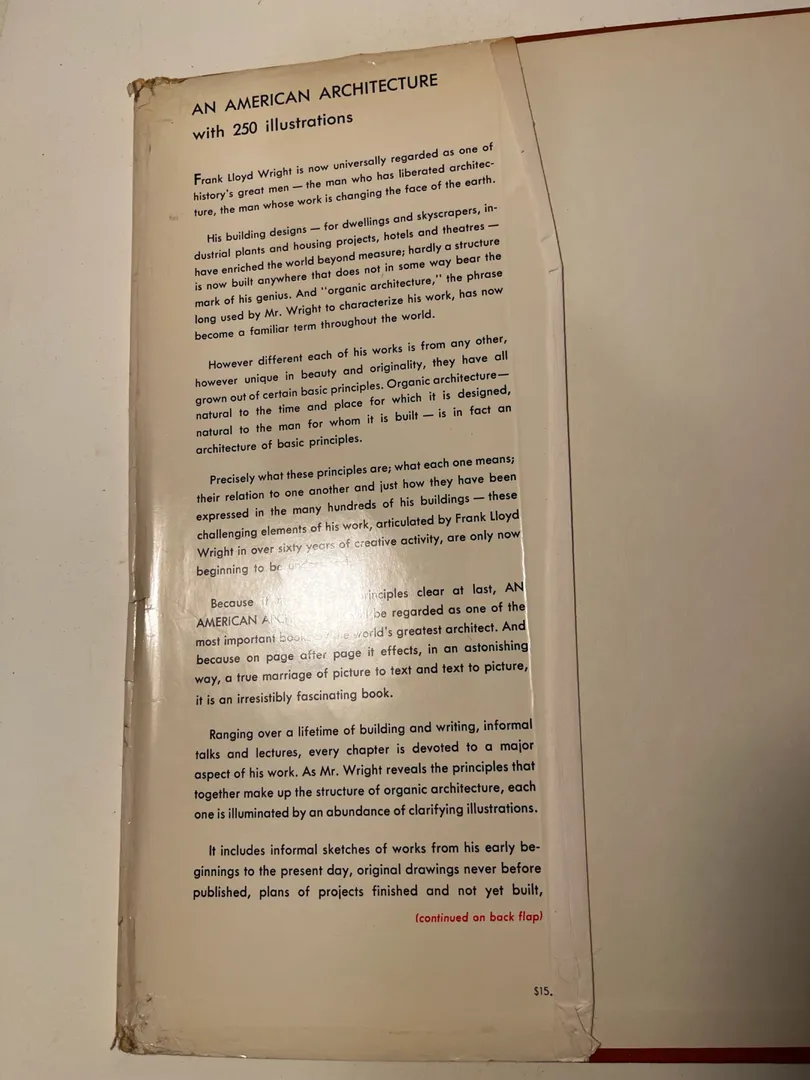 AN AMERICAN ARCHITECTURE
with 250 illustrations
Frank Lloyd Wright is now universally regarded as one of
history's great men — the man who has liberated architec-
ture, the man whose work is changing the face of the earth.
His building designs — for dwellings and skyscrapers, in-
dustrial plants and housing projects, hotels and theatres —
have enriched the world beyond measure; hardly a structure
is now built anywhere that does not in some way bear the
mark of his genius. And "organic architecture," the phrase
long used by Mr. Wright to characterize his work, has now
become a familiar term throughout the world.
However different each of his works is from any other,
however unique in beauty and originality, they have all
grown out of certain basic principles. Organic architecture—
natural to the time and place for which it is designed,
natural to the man for whom it is built — is in fact an
architecture of basic principles.
Precisely what these principles are; what each one means;
their relation to one another and just how they have been
expressed in the many hundreds of his buildings — these
challenging elements of his work, articulated by Frank Lloyd
Wright in over sixty years of creative activity, are only now
beginning to be
Because principles clear at last, AN
AMERICAN be regarded as one of the
most important world's greatest architect. And
because on page after page it effects, in an astonishing
way, a true marriage of picture to text and text to picture,
it is an irresistibly fascinating book.
Ranging over a lifetime of building and writing, informal
talks and lectures, every chapter is devoted to a major
aspect of his work. As Mr. Wright reveals the principles that
together make up the structure of organic architecture, each
one is illuminated by an abundance of clarifying illustrations.
It includes informal sketches of works from his early be-
ginnings to the present day, original drawings never before
published, plans of projects finished and not yet built,
(continued on back flap)
$15.